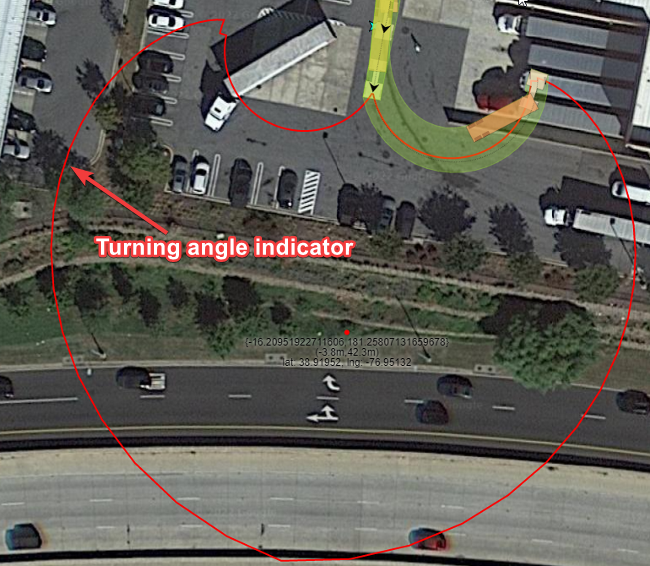 Turning angle indicator
(-16.20951922711606,181.25807131659678)
(-3.8m,42.3m)
lat: 38.91952, lng: -76.95132